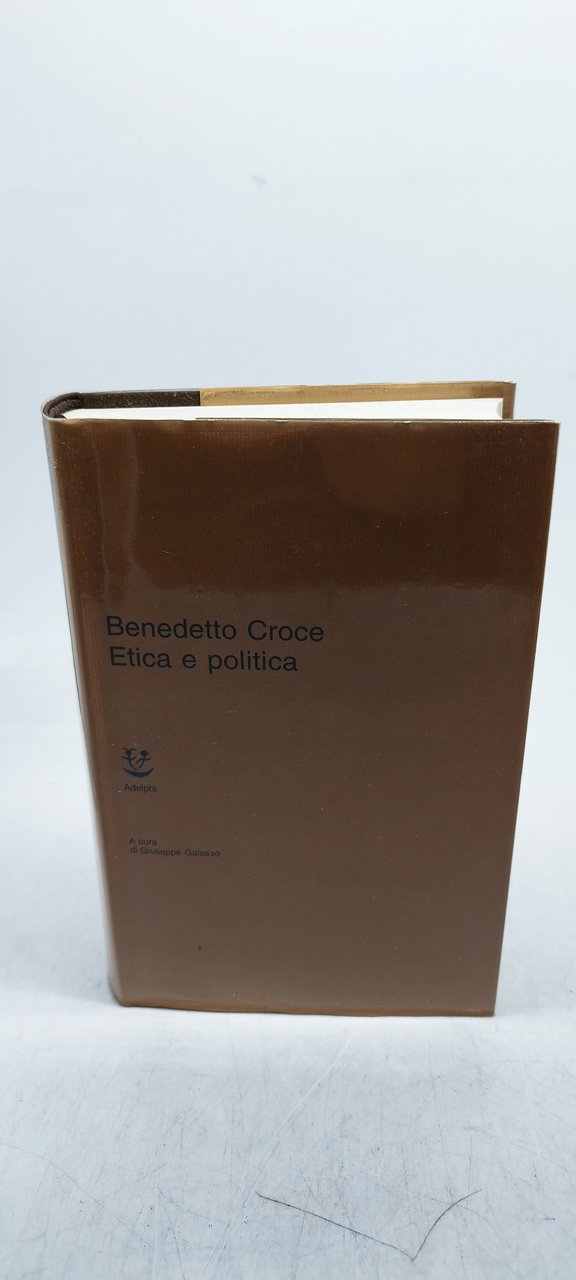 Benedetto Croce
Etica e politica
Adelphi
A cura
di Giuseppe Galasso